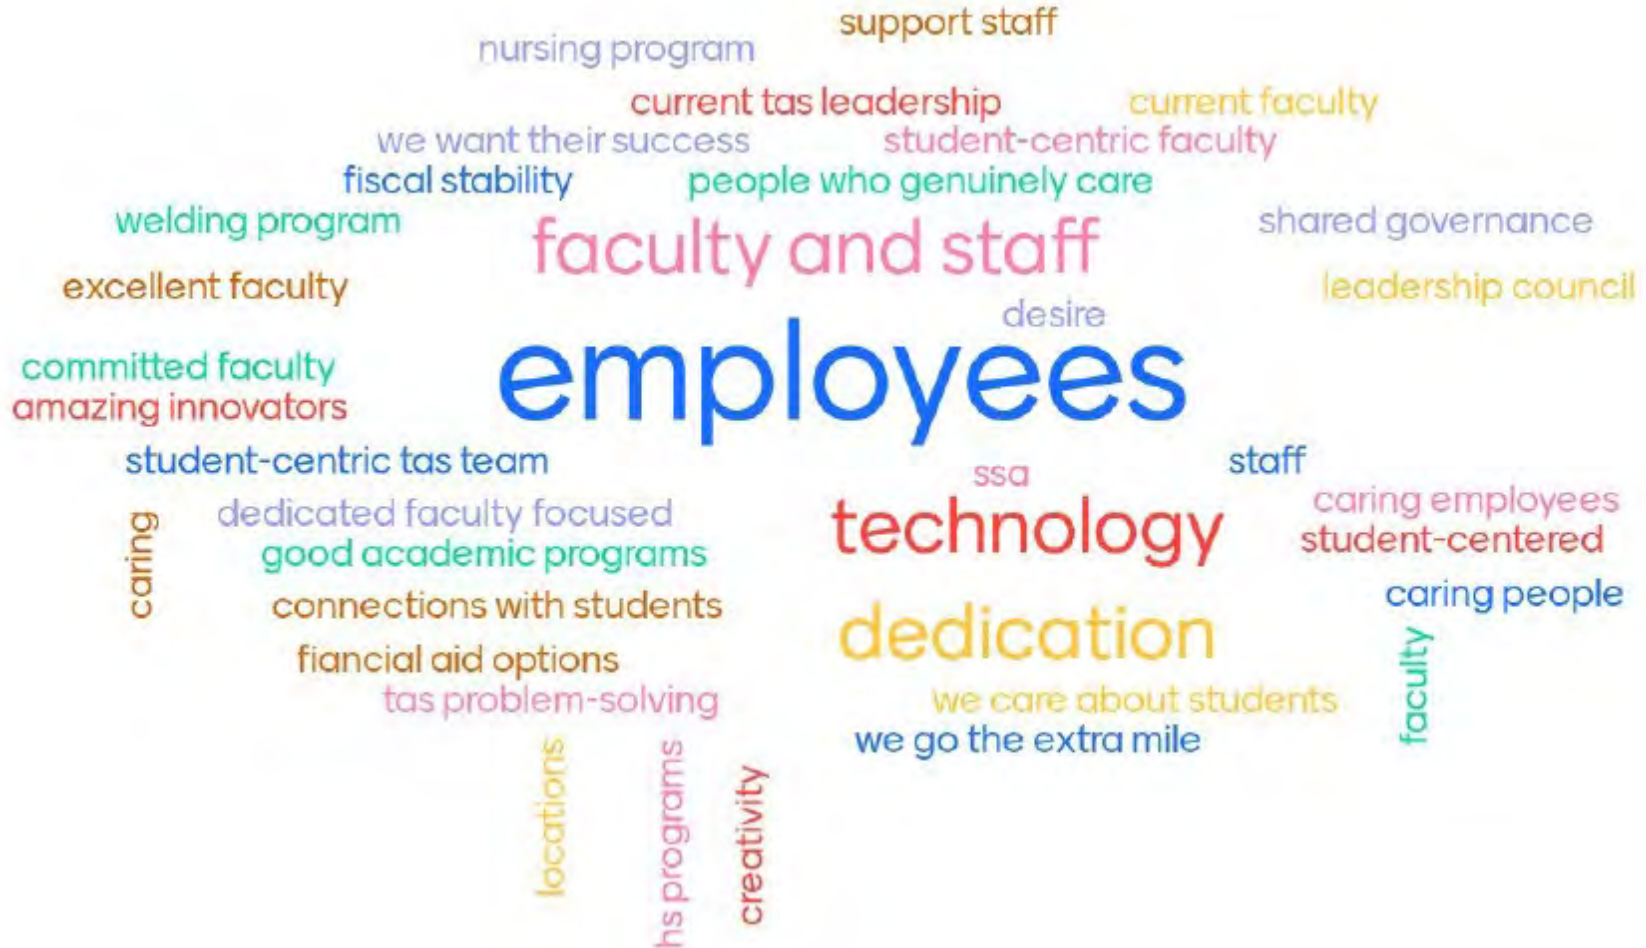 support staff
nursing program
current tas leadership
current faculty
we want their success
student-centric faculty
fiscal stability
people who genuinely care
welding program
faculty and staff
shared governance
excellent faculty
leadership council
desire
employees
committed faculty
amazing innovators
student-centric tas team
ssa
staff
caring
dedicated faculty focused
technology
caring employees
good academic programs
student-centered
connections with students
dedication
caring people
fiancial aid options
faculty
tas problem-solving
we care about students
we go the extra mile
locations
hs programs
creativity